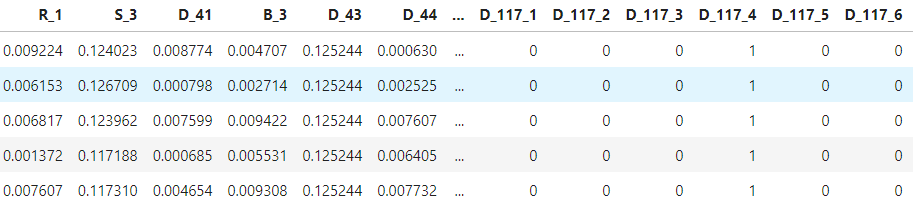 R_1 S_3 D_41 B_3 D_43 D_44 ... D_117_1 D_117_2 D_117_3 D_117_4 D_117_5 D_117_6
0.009224 0.124023 0.008774 0.004707 0.125244 0.000630 ... 0 0 0 1 0 0
0.006153 0.126709 0.000798 0.002714 0.125244 0.002525 ... 0 0 0 1 0 0
0.006817 0.123962 0.007599 0.009422 0.125244 0.007607 ... 0 0 0 1 0 0
0.001372 0.117188 0.000685 0.005531 0.125244 0.006405 ... 0 0 0 1 0 0
0.007607 0.117310 0.004654 0.009308 0.125244 0.007732 ... 0 0 0 1 0 0